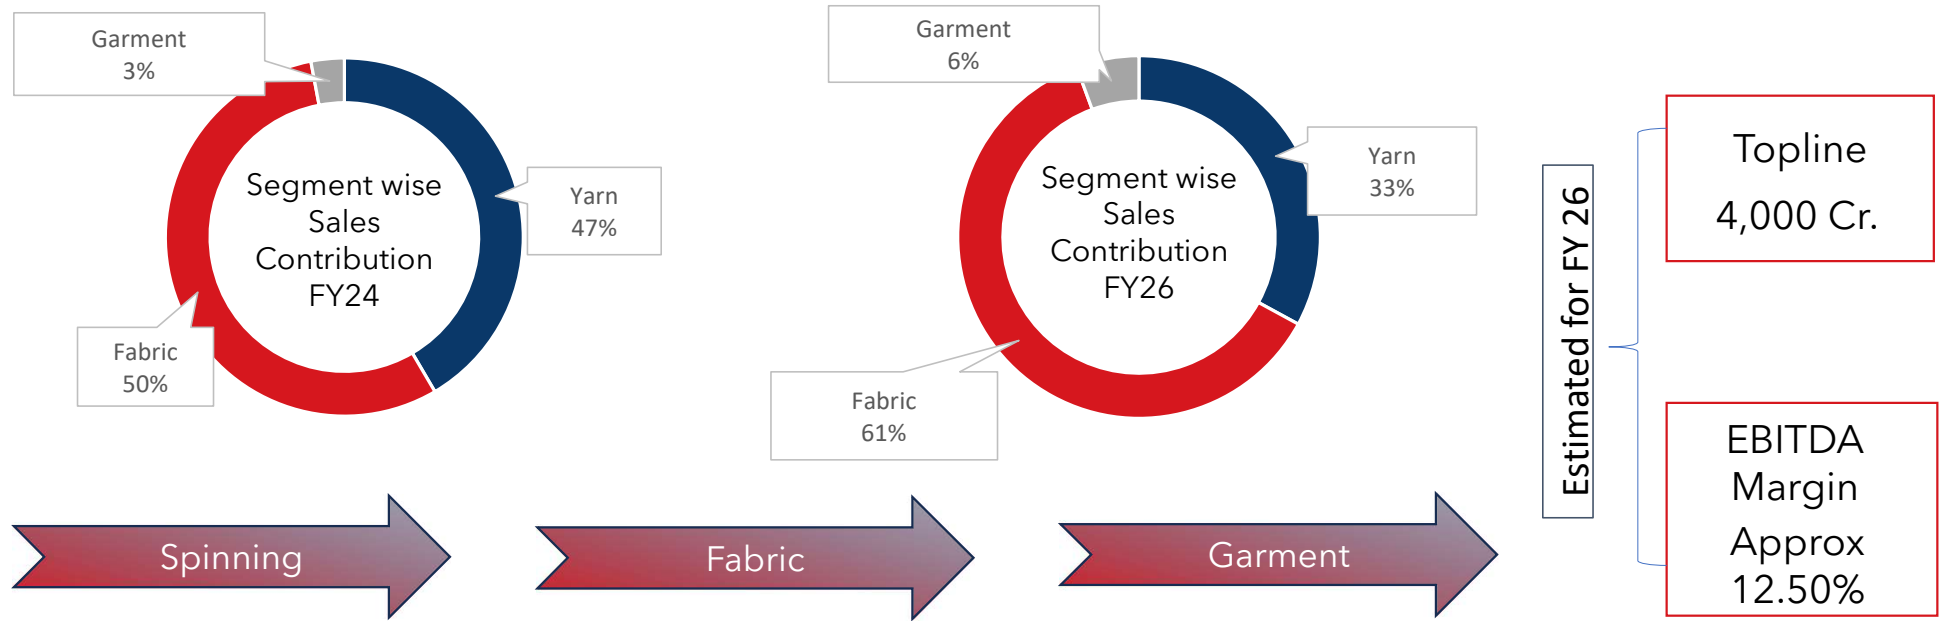 Garment
3%
Yarn
47%
Fabric
50%
Segment wise
Sales
Contribution
FY24
Garment
6%
Yarn
33%
Fabric
61%
Segment wise
Sales
Contribution
FY26
Estimated for FY 26
Topline
4,000 Cr.
EBITDA
Margin
Approx
12.50%
Spinning
Fabric
Garment